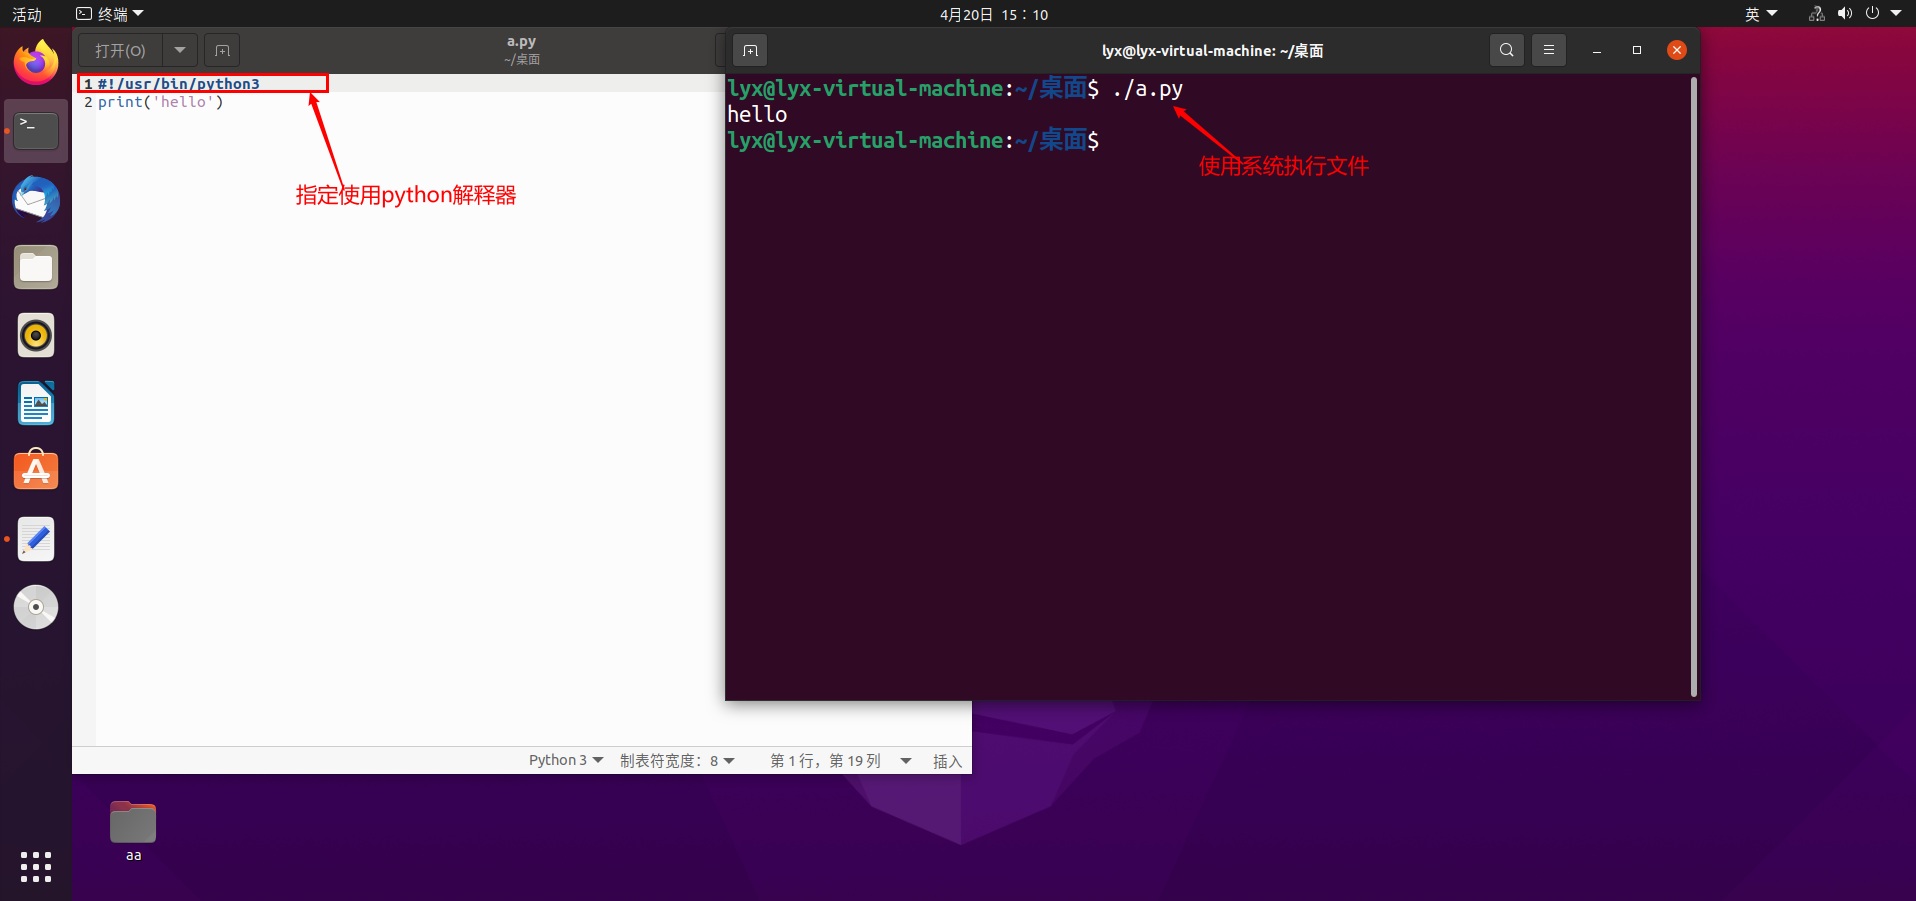 活动
终端
4月20日 15：10
英
打开(O)
a.py
~/桌面
1 #!/usr/bin/python3
2 print('hello')
指定使用python解释器
Python 3
制表符宽度：8
第 1 行，第 19 列
插入
lyx@lyx-virtual-machine: ~/桌面
lyx@lyx-virtual-machine:~/桌面$ ./a.py
hello
lyx@lyx-virtual-machine:~/桌面$
使用系统执行文件
aa